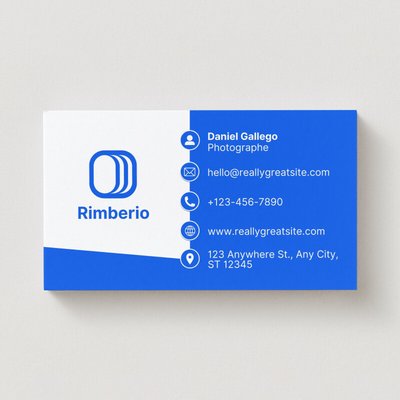 Rimberio
Daniel Gallego
Photographe
hello@reallygreatsite.com
+123-456-7890
www.reallygreatsite.com
123 Anywhere St., Any City,
ST 12345